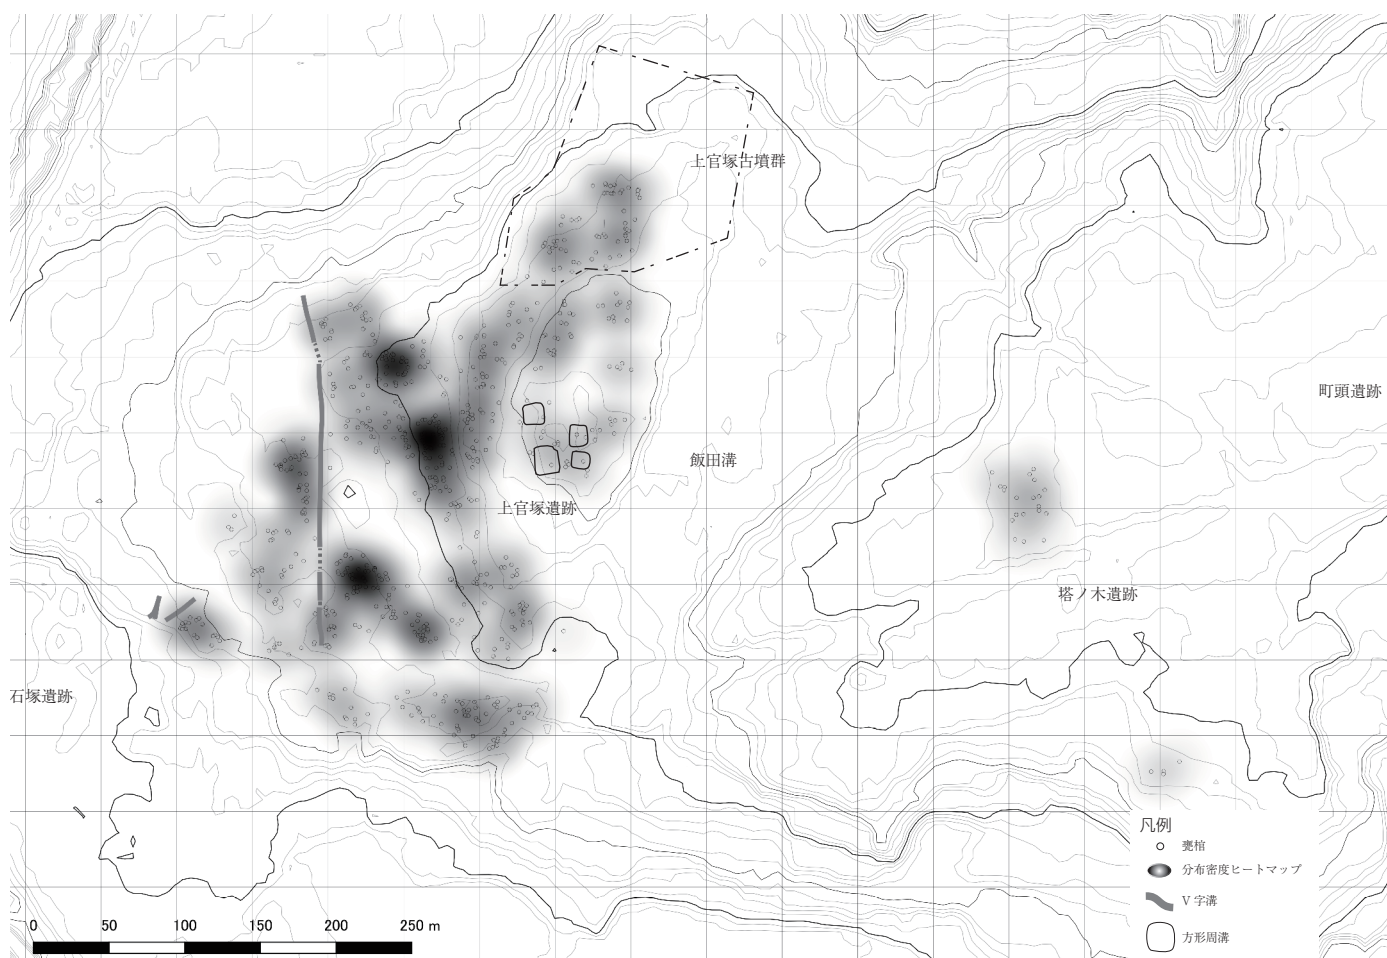 上官塚古墳群
町頭遺跡
飯田溝
上官塚遺跡
塔ノ木遺跡
石塚遺跡
凡例
甕棺
分布密度ヒートマップ
V 字溝
方形周溝
0 50 100 150 200 250 m